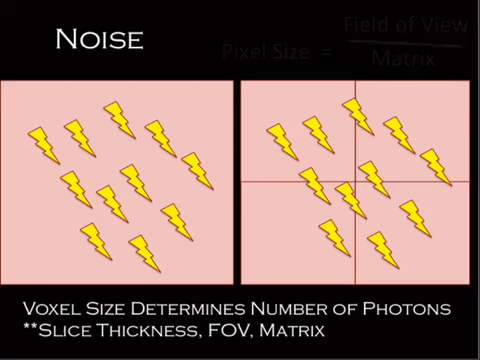 Noise
Pixel Size = Field of View
Matrix
Voxel Size Determines Number of Photons
**Slice Thickness, FOV, Matrix